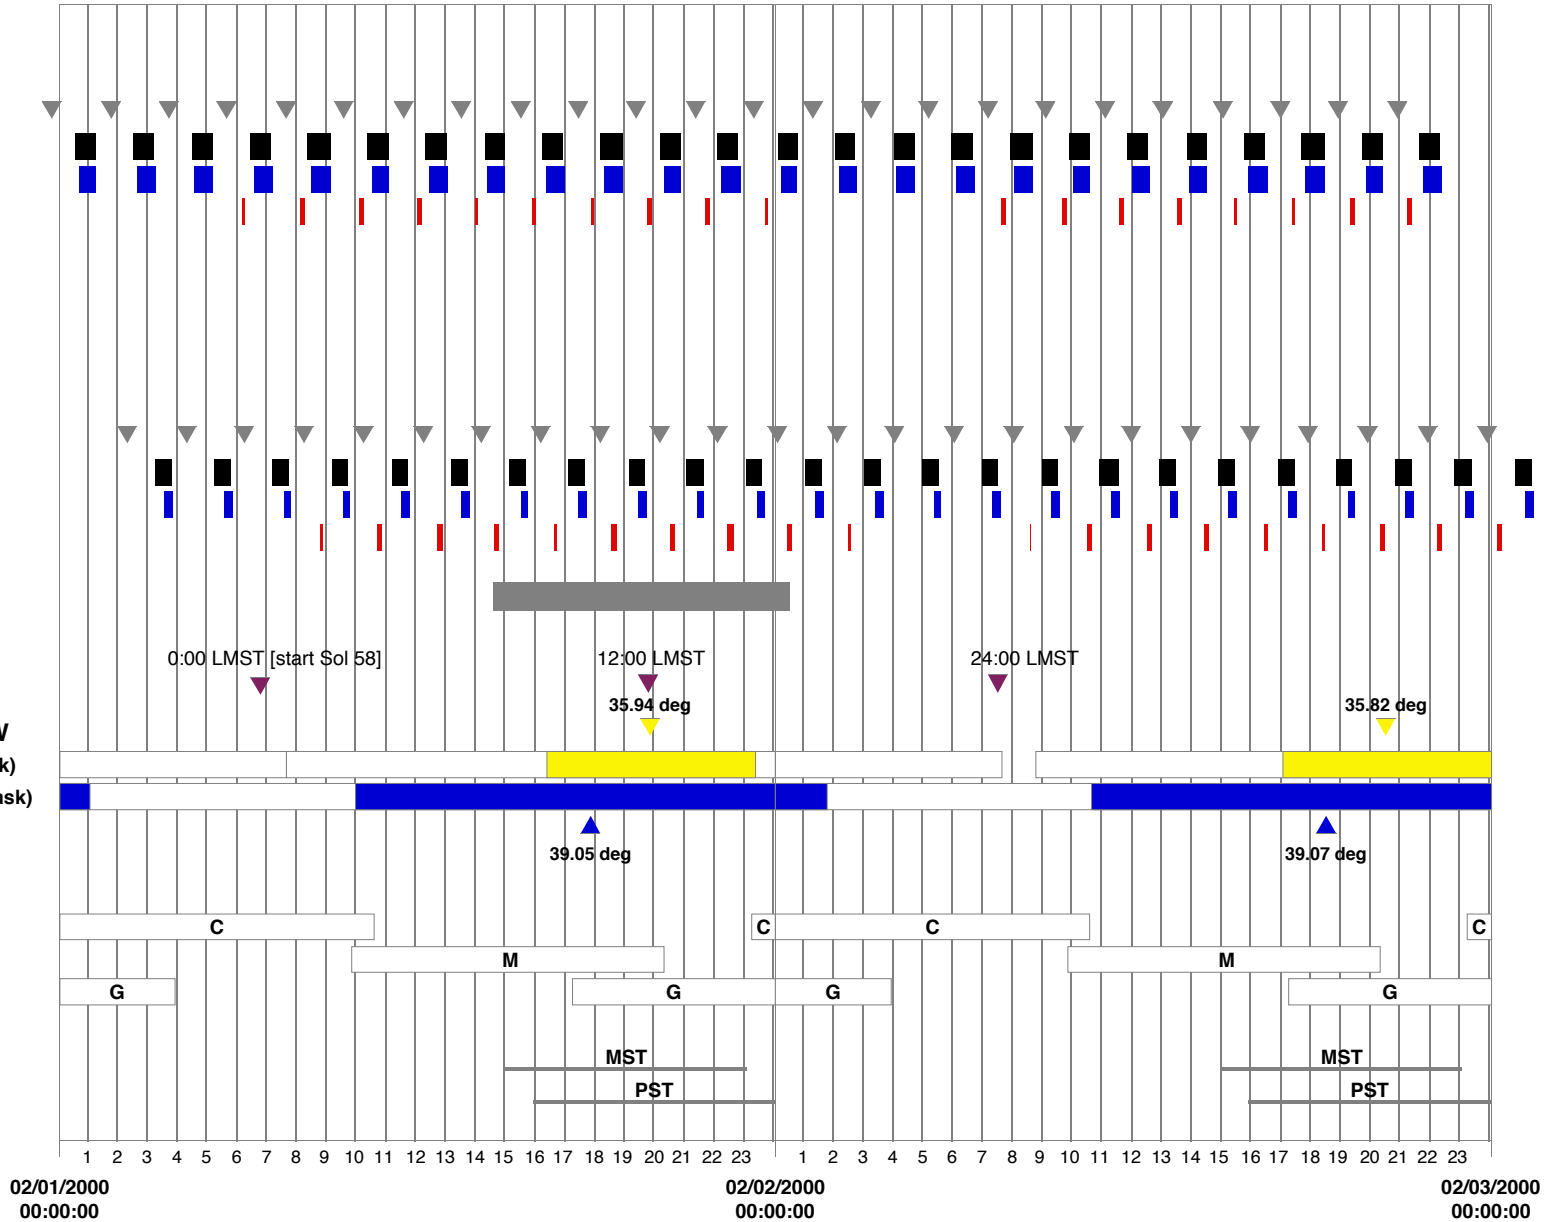 0:00 LMST [start Sol 58] 12:00 LMST 24:00 LMST
35.94 deg 35.82 deg
k)
ask)
39.05 deg 39.07 deg
C C C C
M M
G G G G
MST MST
PST PST
1 2 3 4 5 6 7 8 9 10 11 12 13 14 15 16 17 18 19 20 21 22 23 1 2 3 4 5 6 7 8 9 10 11 12 13 14 15 16 17 18 19 20 21 22 23
02/01/2000 02/02/2000 02/03/2000
00:00:00 00:00:00 00:00:00